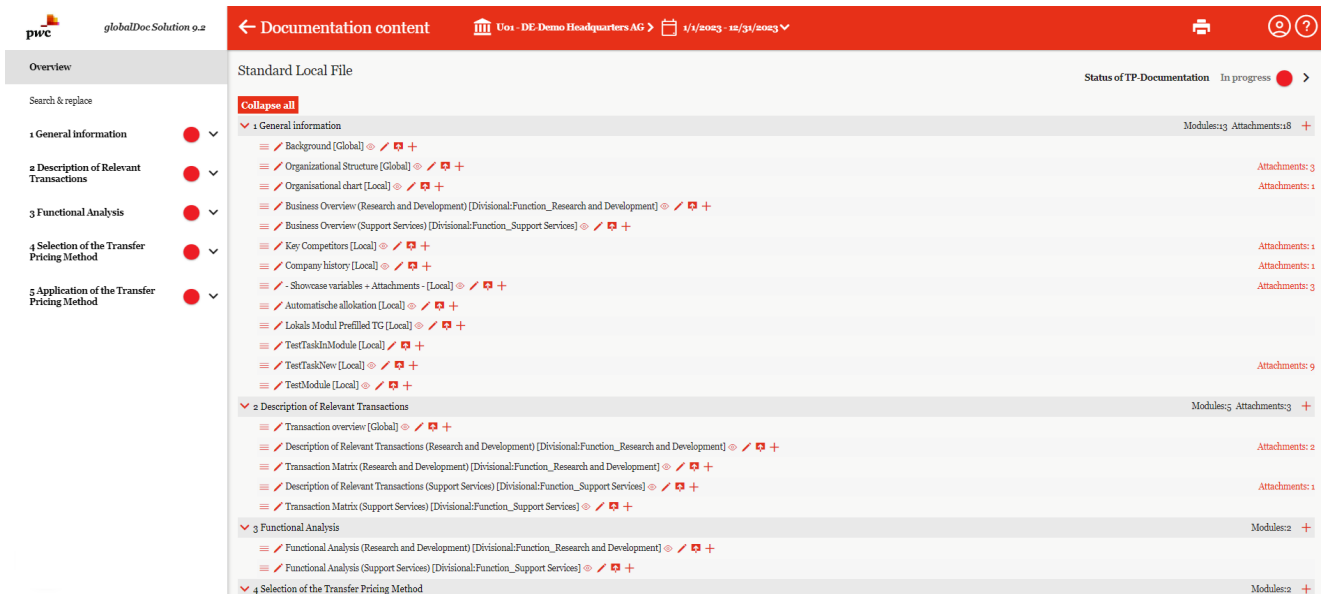 pwc
globalDoc Solution 9.2
Documentation content
U01 - DE-Demo Headquarters AG
1/1/2023 - 12/31/2023
?
Overview
Search & replace
1 General information
2 Description of Relevant
Transactions
3 Functional Analysis
4 Selection of the Transfer
Pricing Method
5 Application of the Transfer
Pricing Method
Standard Local File
Status of TP-Documentation In progress
Collapse all
1 General information Modules:13 Attachments:18
Background [Global]
Organizational Structure [Global] Attachments: 3
Organisational chart [Local] Attachments: 1
Business Overview (Research and Development) [Divisional:Function_Research and Development]
Business Overview (Support Services) [Divisional:Function_Support Services]
Key Competitors [Local] Attachments: 1
Company history [Local] Attachments: 1
- Showcase variables + Attachments - [Local] Attachments: 3
Automatische allokation [Local]
Lokals Modul Prefilled TG [Local]
TestTaskInModule [Local]
TestTaskNew [Local] Attachments: 9
TestModule [Local]
2 Description of Relevant Transactions Modules:5 Attachments:3
Transaction overview [Global]
Description of Relevant Transactions (Research and Development) [Divisional:Function_Research and Development] Attachments: 2
Transaction Matrix (Research and Development) [Divisional:Function_Research and Development]
Description of Relevant Transactions (Support Services) [Divisional:Function_Support Services] Attachments: 1
Transaction Matrix (Support Services) [Divisional:Function_Support Services]
3 Functional Analysis Modules:2
Functional Analysis (Research and Development) [Divisional:Function_Research and Development]
Functional Analysis (Support Services) [Divisional:Function_Support Services]
4 Selection of the Transfer Pricing Method Modules:2